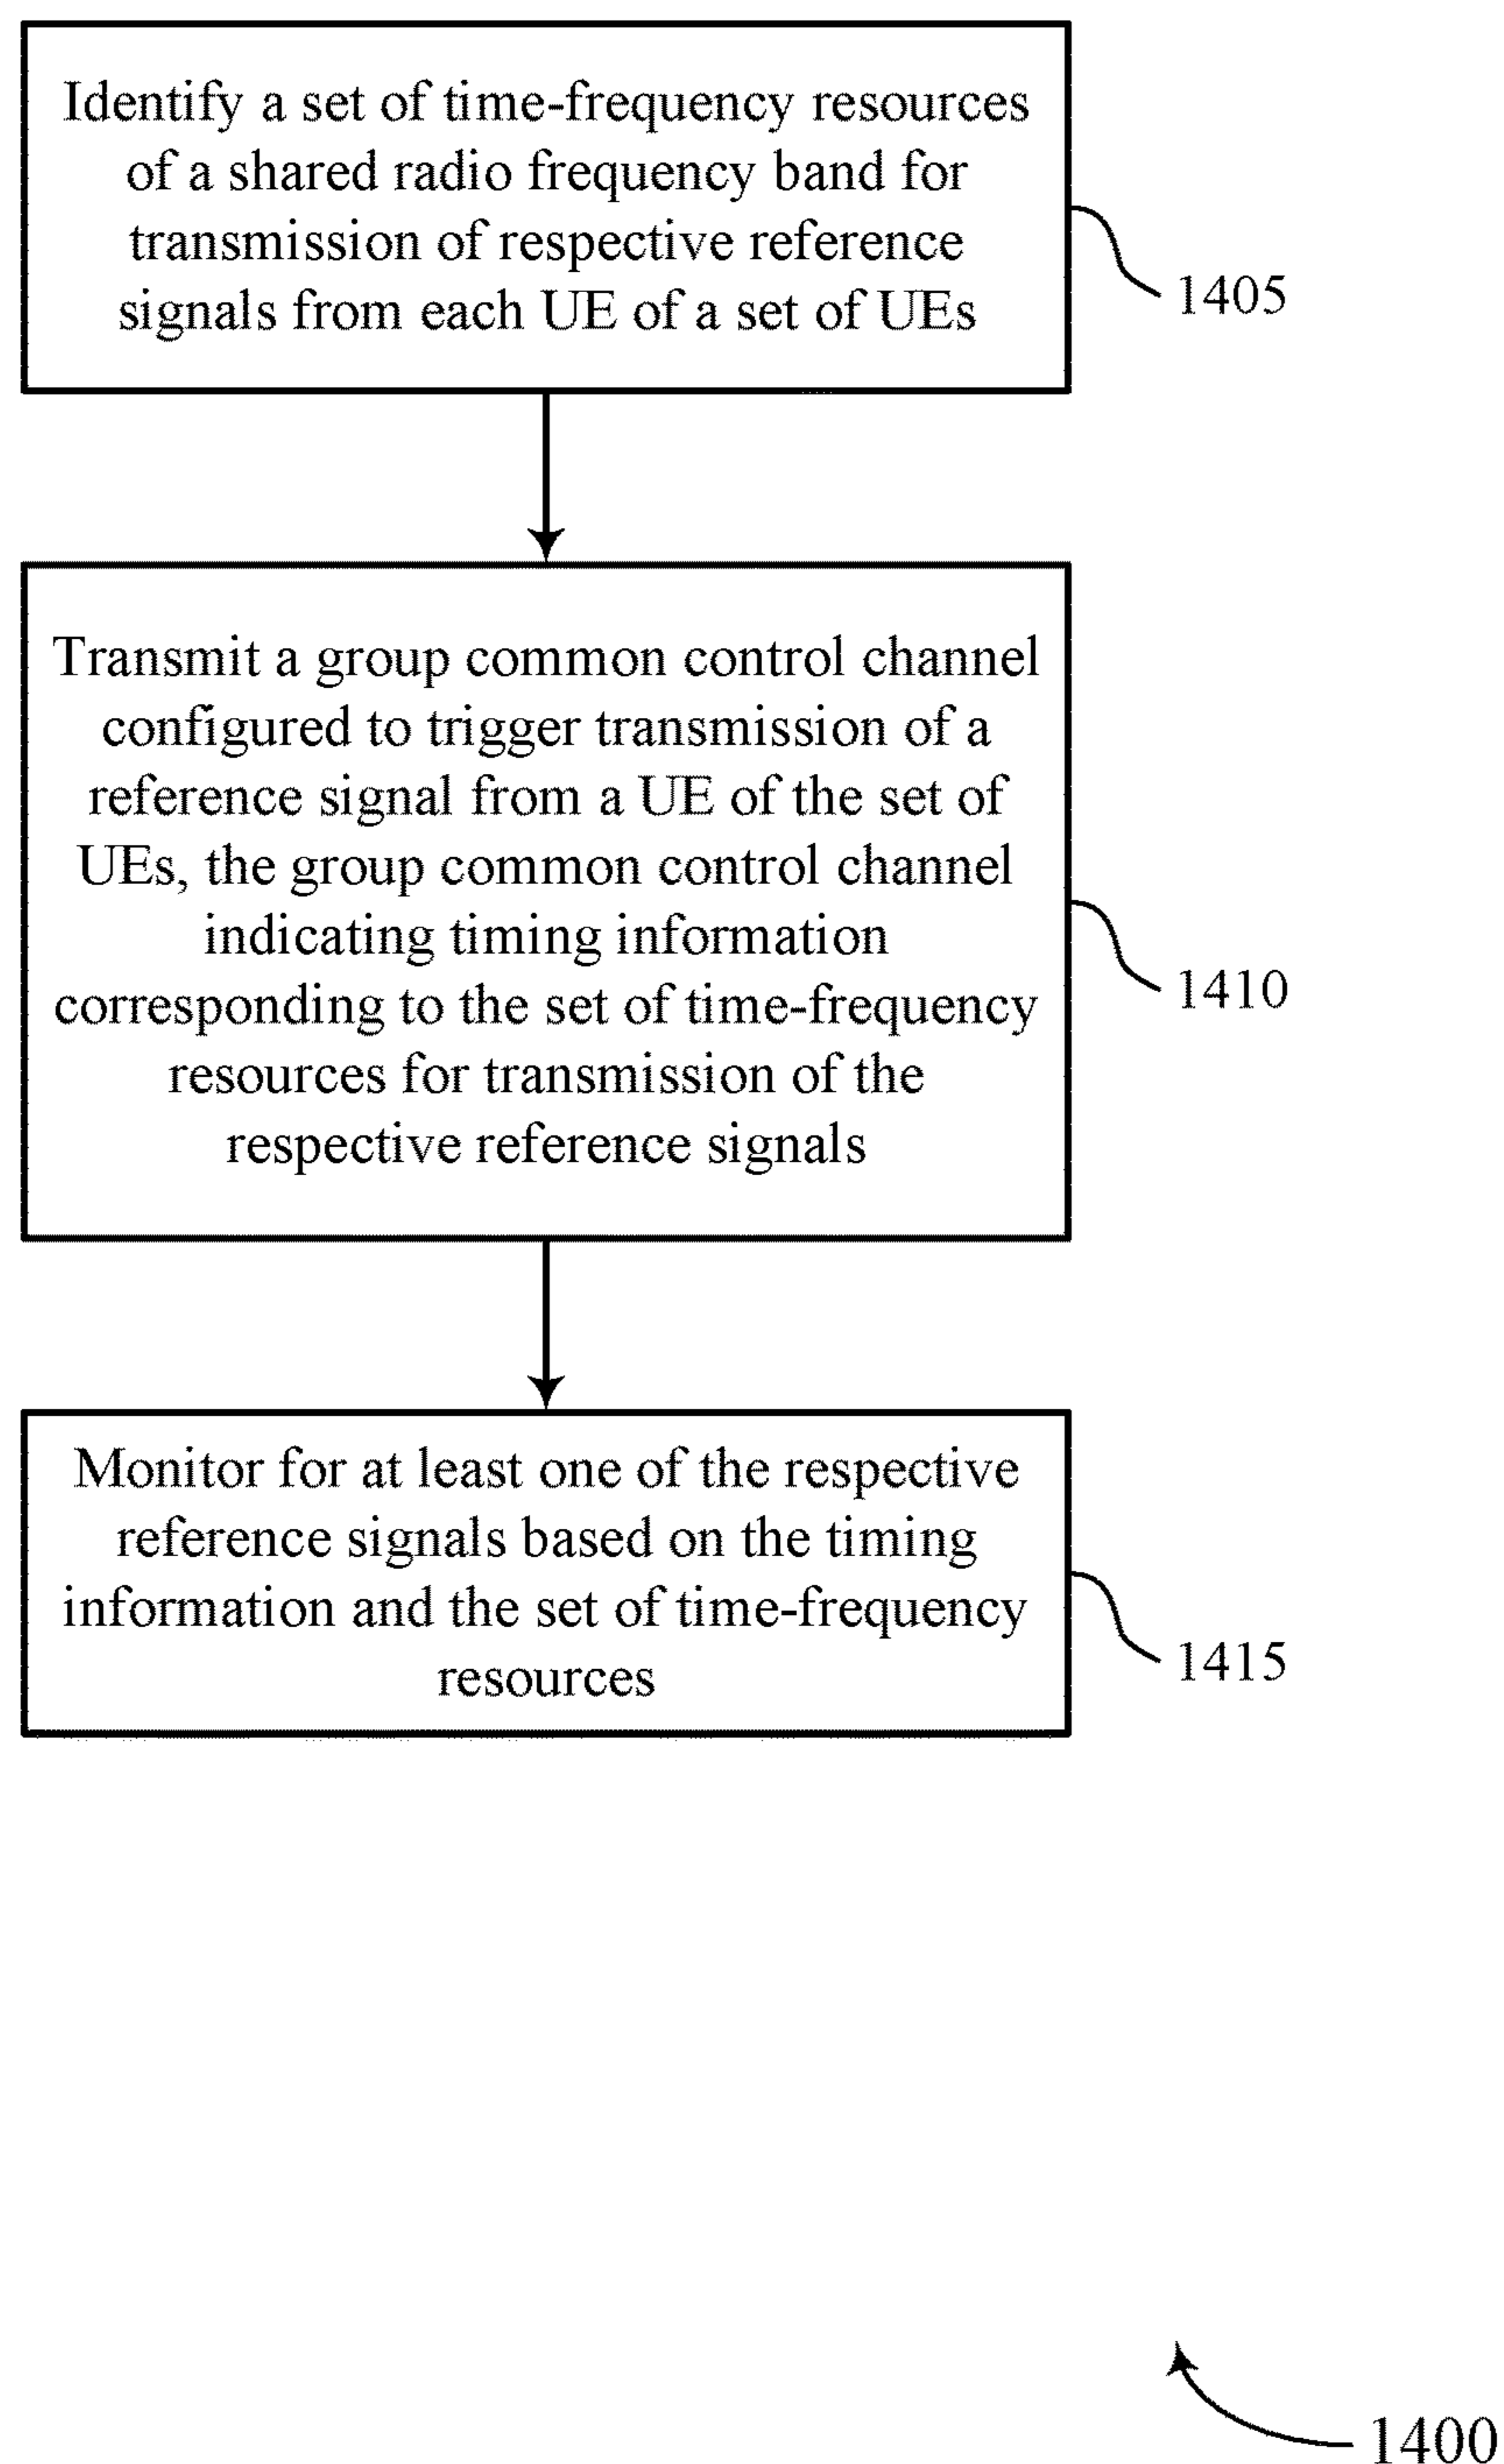 Identify a set of time-frequency resources
of a shared radio frequency band for
transmission of respective reference
signals from each UE of a set of UEs
1405
Transmit a group common control channel
configured to trigger transmission of a
reference signal from a UE of the set of
UEs, the group common control channel
indicating timing information
corresponding to the set of time-frequency
resources for transmission of the
respective reference signals
1410
Monitor for at least one of the respective
reference signals based on the timing
information and the set of time-frequency
resources
1415
1400